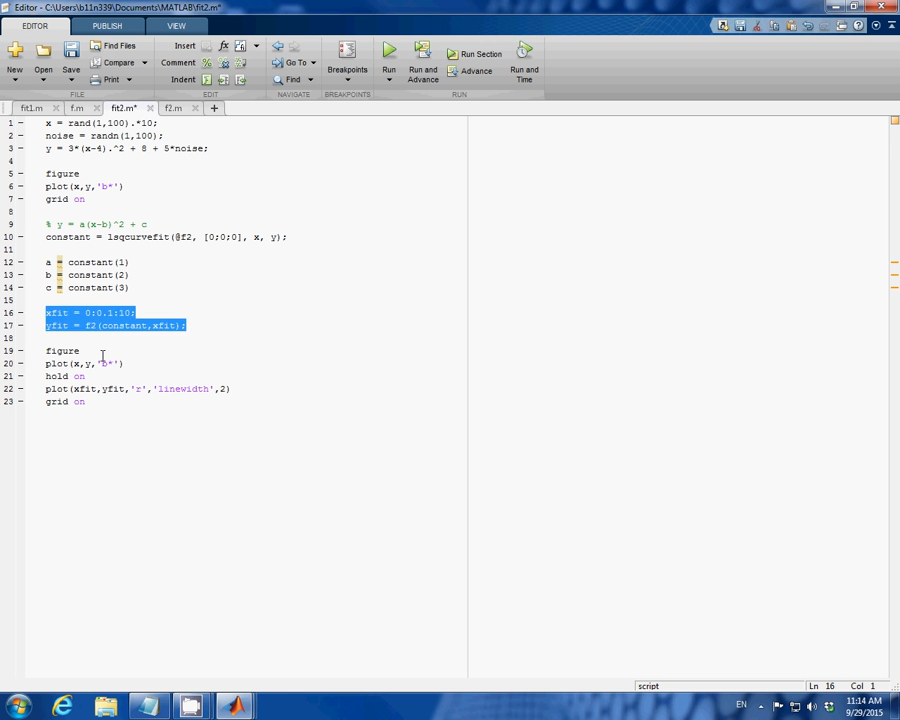 Editor - C:\Users\b11n339\Documents\MATLAB\fit2.m*
EDITOR PUBLISH VIEW
New Open Save Find Files Compare Print
Insert Comment Indent
Go To Find
Breakpoints Run Run and Advance Run Section Advance Run and Time
FILE EDIT NAVIGATE BREAKPOINTS RUN
fit1.m f.m fit2.m* f2.m
1 x = rand(1,100).*10;
2 noise = randn(1,100);
3 y = 3*(x-4).^2 + 8 + 5*noise;
4
5 figure
6 plot(x,y,'b*')
7 grid on
8
9 % y = a(x-b)^2 + c
10 constant = lsqcurvefit(@f2, [0;0;0], x, y);
11
12 a = constant(1)
13 b = constant(2)
14 c = constant(3)
15
16 xfit = 0:0.1:10;
17 yfit = f2(constant,xfit);
18
19 figure
20 plot(x,y,'b*')
21 hold on
22 plot(xfit,yfit,'r','linewidth',2)
23 grid on
script Ln 16 Col 1
EN 11:14 AM
9/29/2015